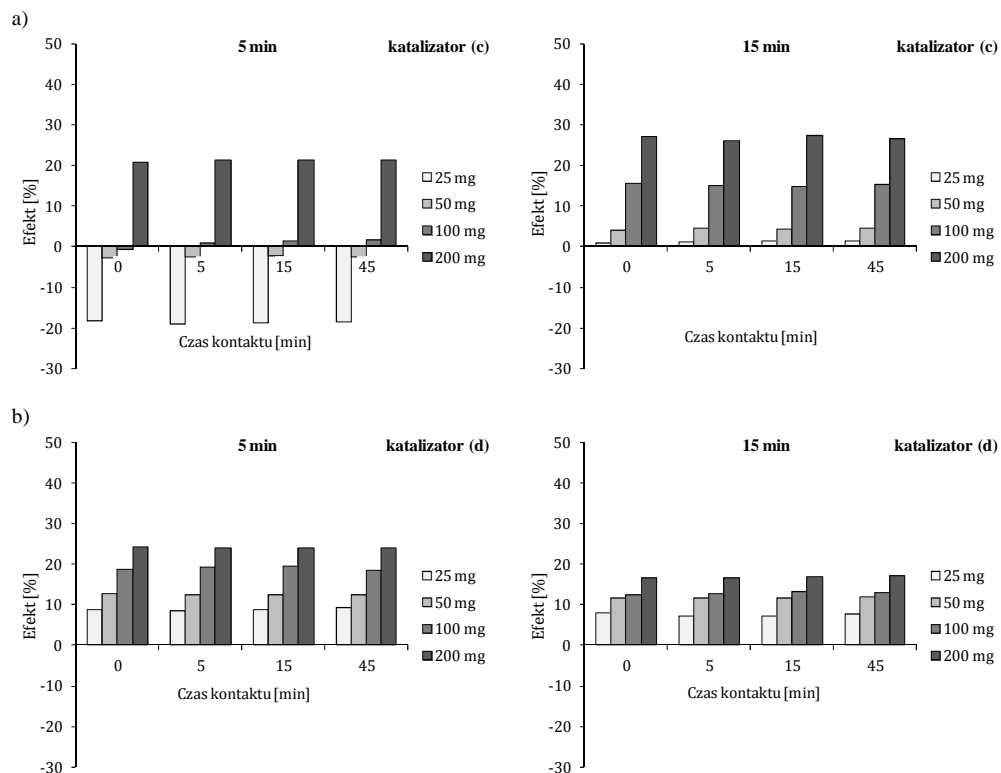 a)
5 min katalizator (c)
50
40
30
20
10
0
-10
-20
-30
Efekt [%]
0 5 15 45
Czas kontaktu [min]
25 mg
50 mg
100 mg
200 mg
15 min katalizator (c)
50
40
30
20
10
0
-10
-20
-30
Efekt [%]
0 5 15 45
Czas kontaktu [min]
25 mg
50 mg
100 mg
200 mg
b)
5 min katalizator (d)
50
40
30
20
10
0
-10
-20
-30
Efekt [%]
0 5 15 45
Czas kontaktu [min]
25 mg
50 mg
100 mg
200 mg
15 min katalizator (d)
50
40
30
20
10
0
-10
-20
-30
Efekt [%]
0 5 15 45
Czas kontaktu [min]
25 mg
50 mg
100 mg
200 mg